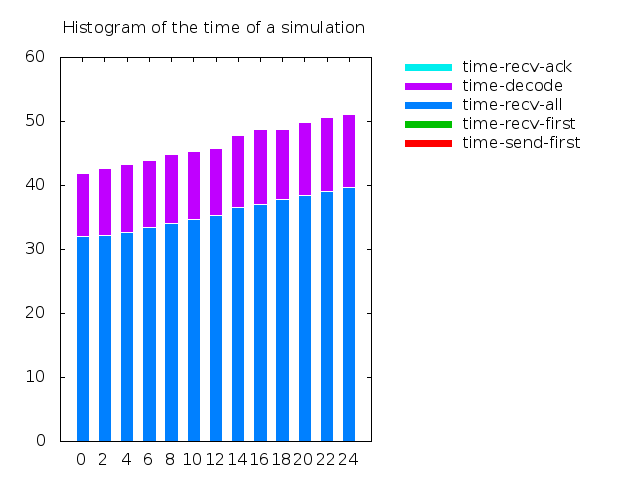 Histogram of the time of a simulation
60
50
40
30
20
10
0
0 2 4 6 8 10 12 14 16 18 20 22 24
time-recv-ack
time-decode
time-recv-all
time-recv-first
time-send-first